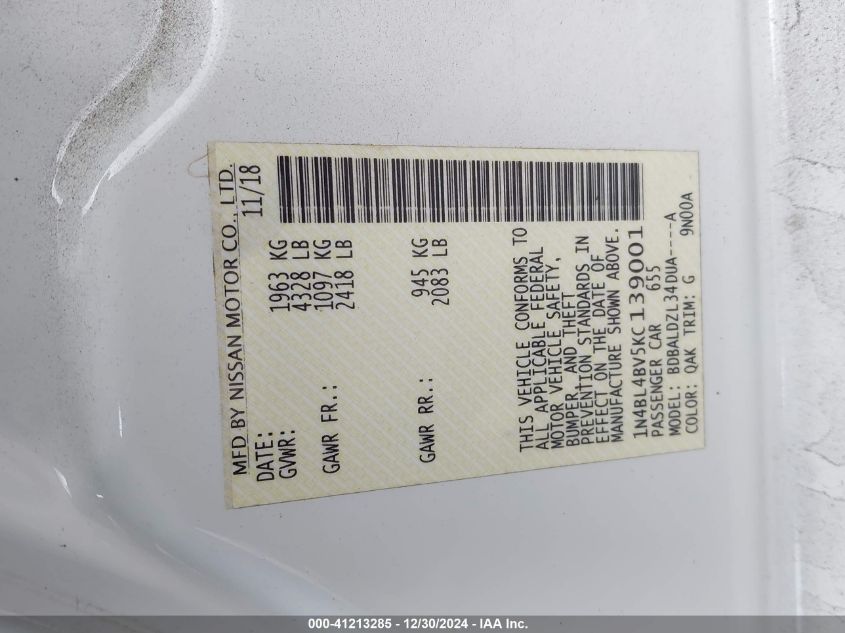 MFD BY NISSAN MOTOR CO., LTD.
DATE: 11/18
GVWR: 1963 KG
4328 LB
GAWR FR.: 1097 KG
2418 LB
GAWR RR.: 945 KG
2083 LB
THIS VEHICLE CONFORMS TO
ALL APPLICABLE FEDERAL
MOTOR VEHICLE SAFETY,
BUMPER, AND THEFT
PREVENTION STANDARDS IN
EFFECT ON THE DATE OF
MANUFACTURE SHOWN ABOVE.
1N4BL4BV5KC139001
PASSENGER CAR 655
MODEL: BDBALDZL34DUA----A
COLOR: QAK TRIM: G 9N00A
000-41213285 - 12/30/2024 - IAA Inc.